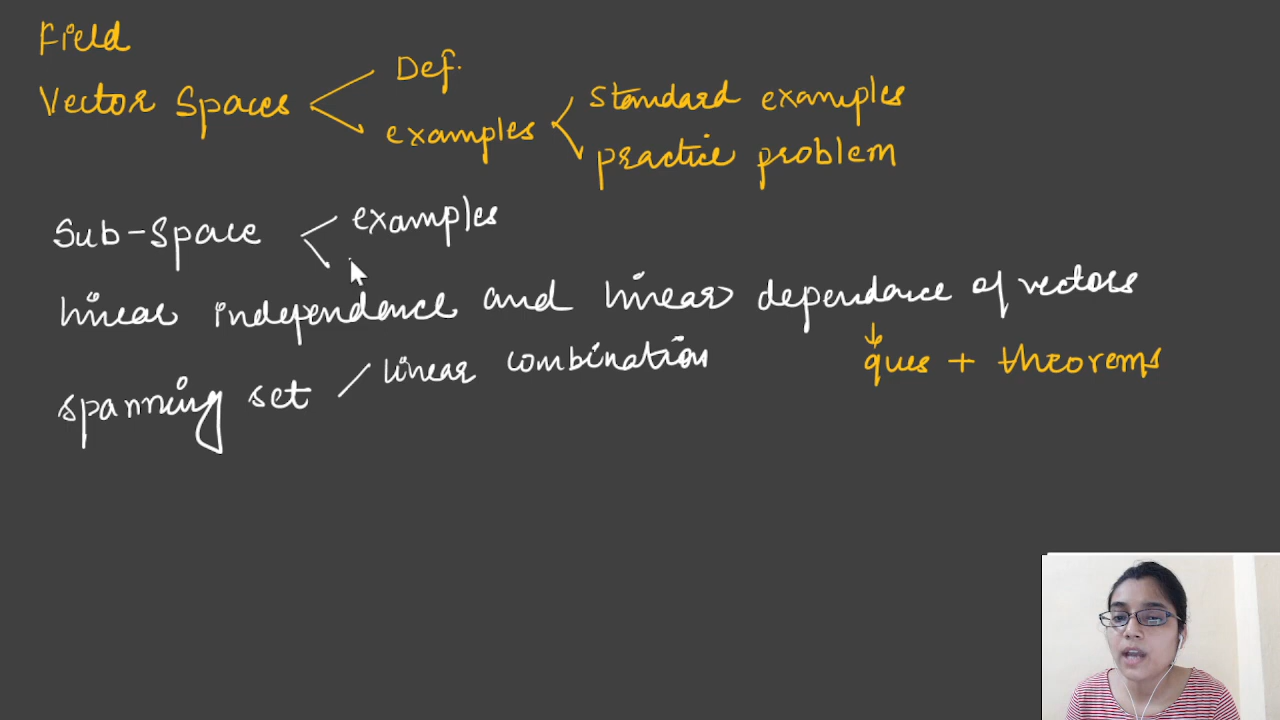 Field
Vector Spaces
Def.
examples
Standard examples
practice problem
Sub-Space
examples
linear independance and linear dependance of vectors
ques + theorems
spanning set
linear combination